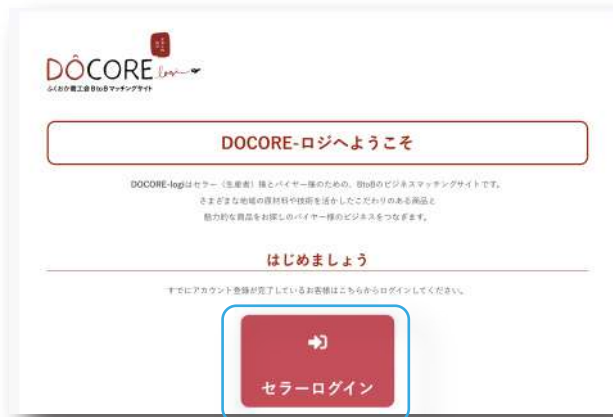 DÔCORE logi
ふくおか商工会BtoBマッチングサイト
DOCORE-ロジへようこそ
DOCORE-logiはセラー（生産者）様とバイヤー様のための、BtoBのビジネスマッチングサイトです。
さまざまな地域の原材料や技術を活かしたこだわりのある商品と
魅力的な商品をお探しのバイヤー様のビジネスをつなぎます。
はじめましょう
すでにアカウント登録が完了しているお客様はこちらからログインしてください。
セラーログイン